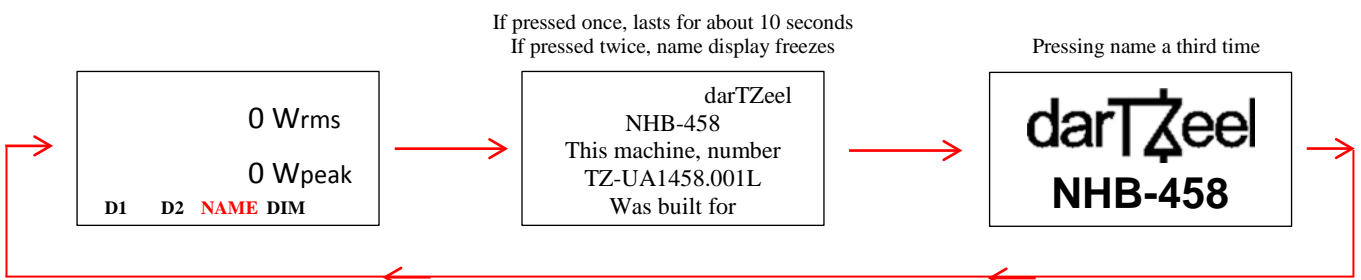 If pressed once, lasts for about 10 seconds
If pressed twice, name display freezes
Pressing name a third time
0 Wrms
0 Wpeak
D1 D2 NAME DIM
darTZeel
NHB-458
This machine, number
TZ-UA1458.001L
Was built for
darTZeel
NHB-458